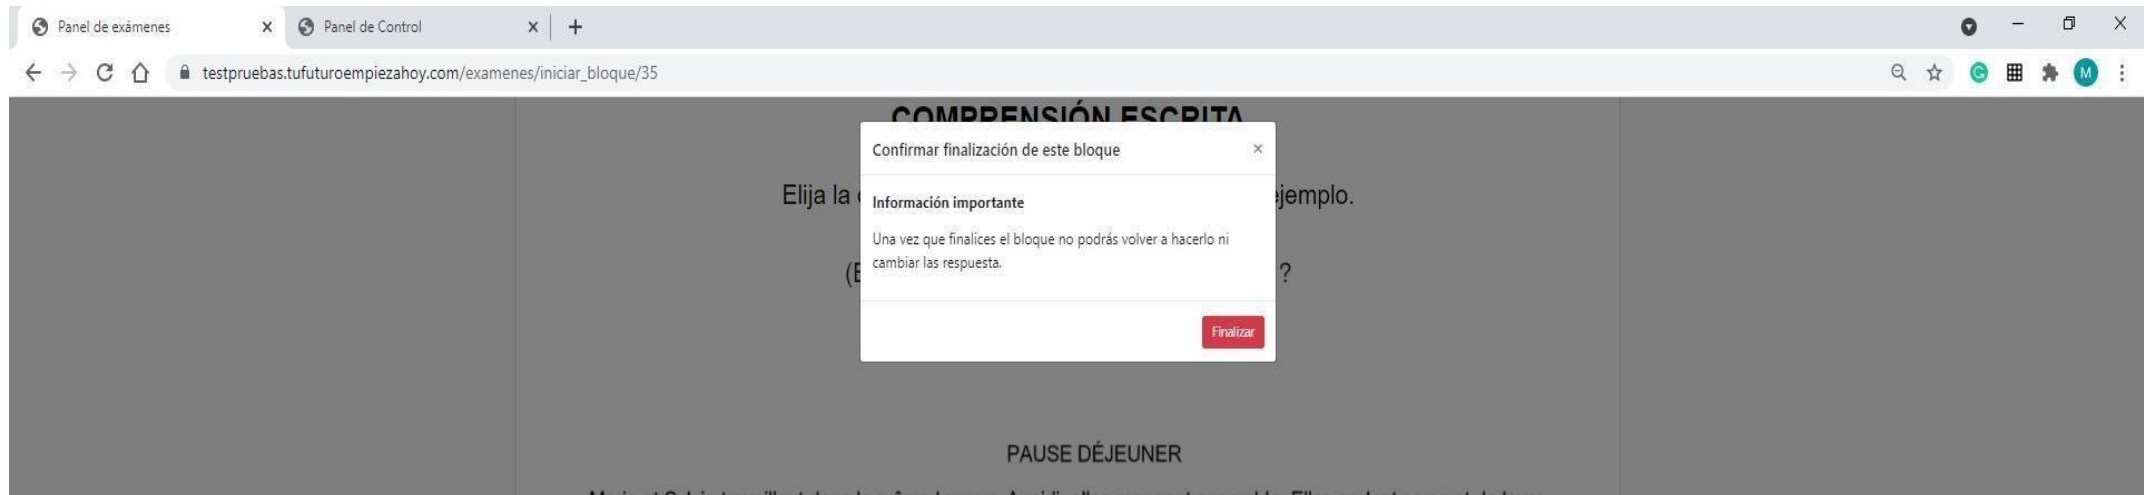 Panel de exámenes
Panel de Control
testpruebas.tufuturoempiezahoy.com/examenes/iniciar_bloque/35
M
COMPRENSIÓN ESCRITA
Confirmar finalización de este bloque
Elija la
ejemplo.
Información importante
Una vez que finalices el bloque no podrás volver a hacerlo ni
cambiar las respuesta.
(E
?
Finalizar
PAUSE DÉJEUNER